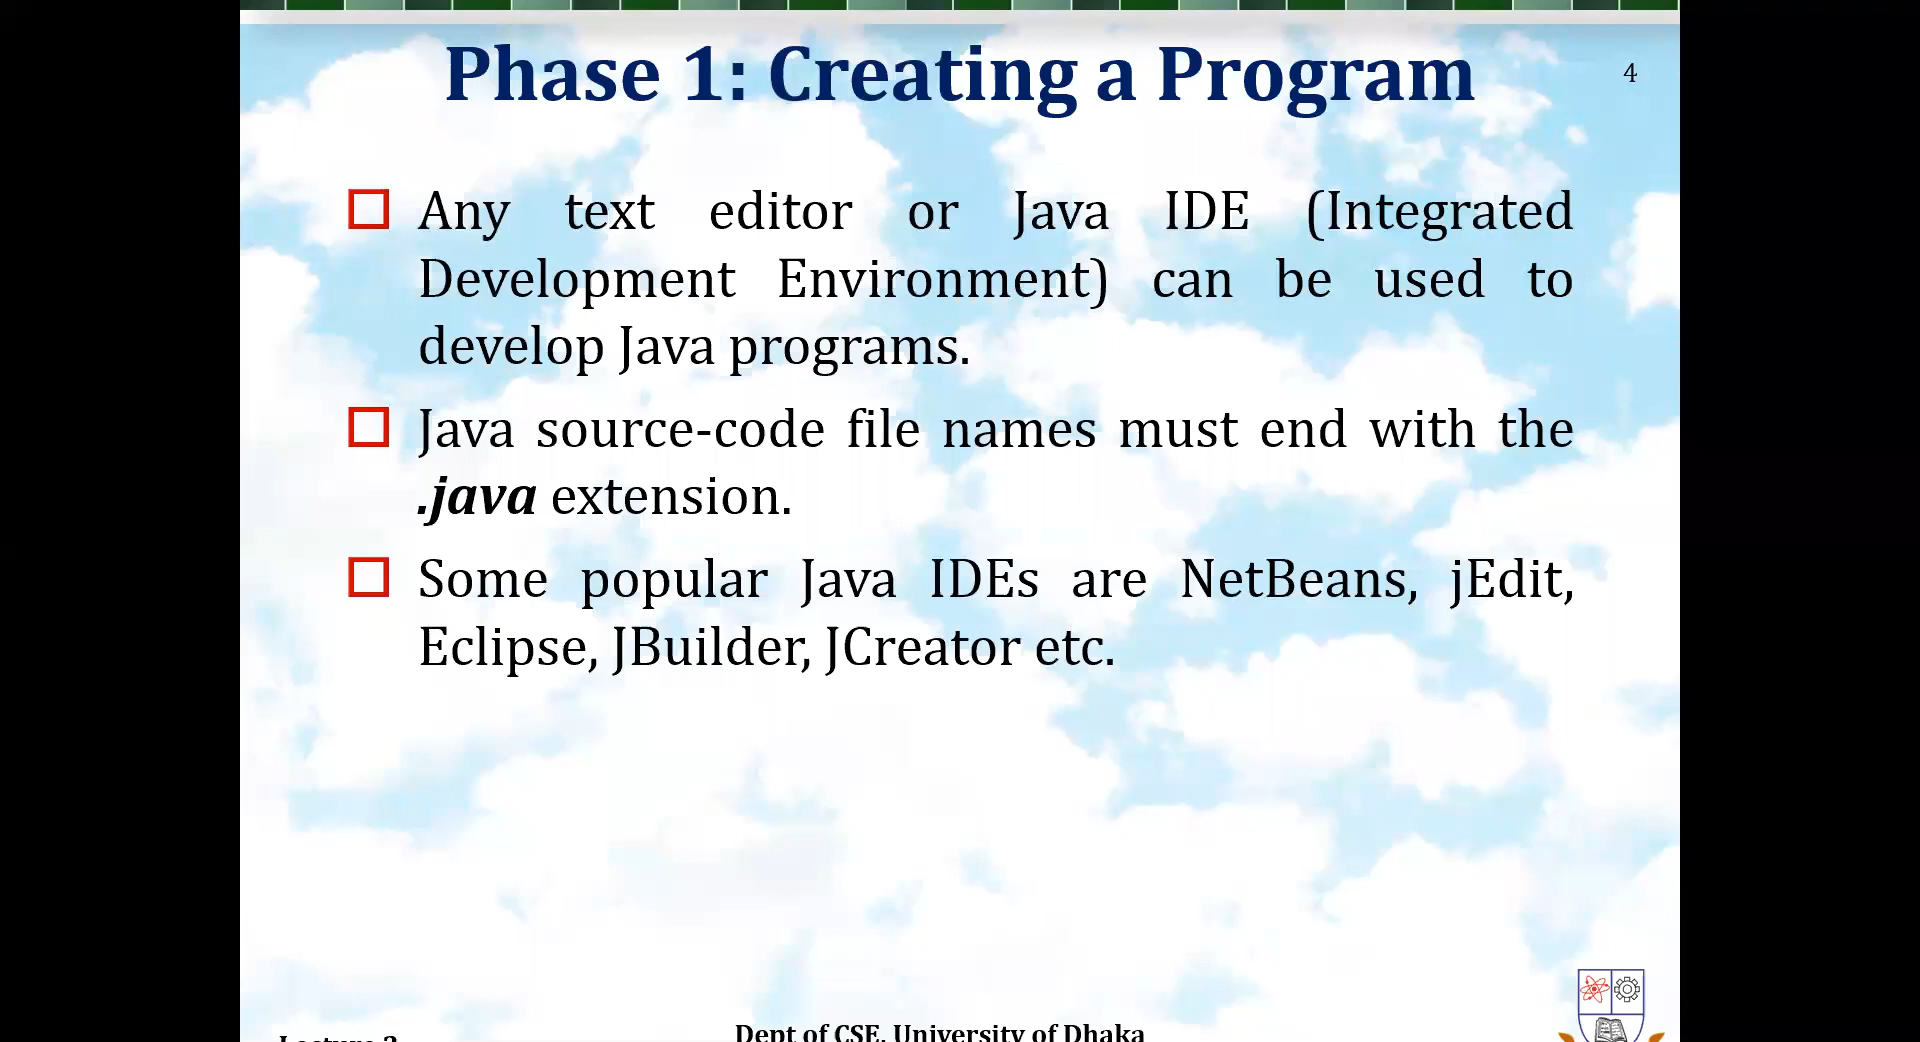 Phase 1: Creating a Program
4
Any text editor or Java IDE (Integrated
Development Environment) can be used to
develop Java programs.
Java source-code file names must end with the
.java extension.
Some popular Java IDEs are NetBeans, jEdit,
Eclipse, JBuilder, JCreator etc.
Dept of CSE, University of Dhaka